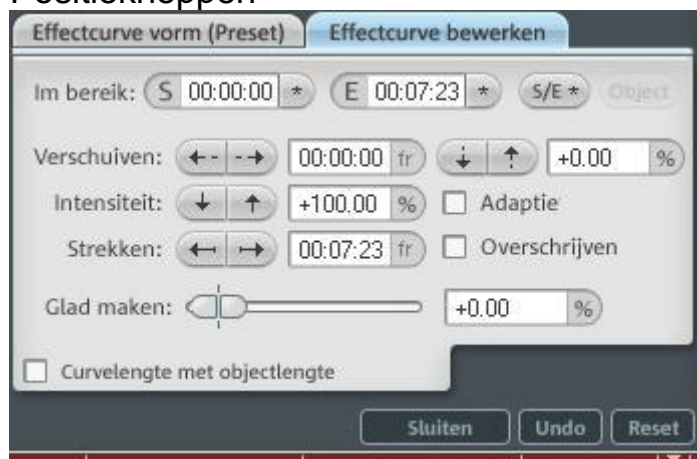 Positieknoppen
Effectcurve vorm (Preset) Effectcurve bewerken
Im bereik: S 00:00:00 * E 00:07:23 * S/E * Object
Verschuiven: 00:00:00 fr +0.00 %
Intensiteit: +100.00 % Adaptie
Strekken: 00:07:23 fr Overschrijven
Glad maken: +0.00 %
Curvelengte met objectlengte
Sluiten Undo Reset